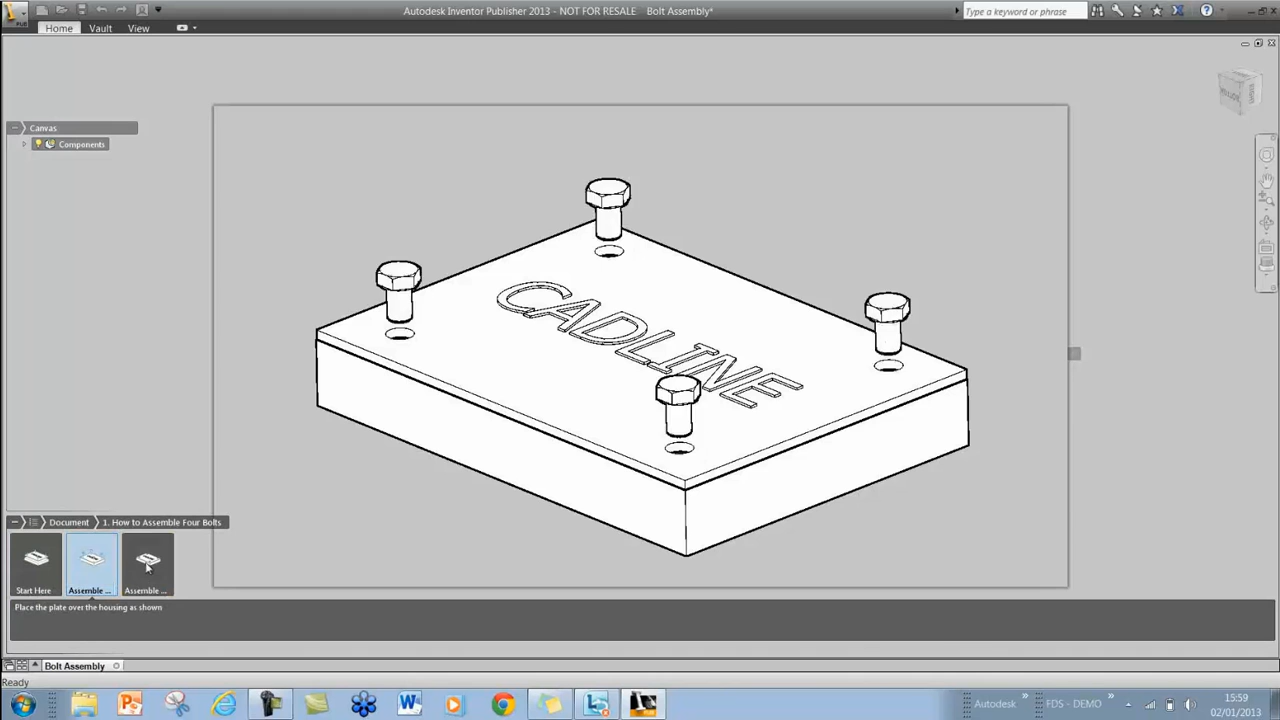 Autodesk Inventor Publisher 2013 - NOT FOR RESALE Bolt Assembly*
Type a keyword or phrase
PUB
Home Vault View
Canvas
Components
CADLINE
Document 1. How to Assemble Four Bolts
Start Here Assemble ... Assemble ...
Place the plate over the housing as shown
Bolt Assembly
Ready
Autodesk » FDS - DEMO »
15:59
02/01/2013